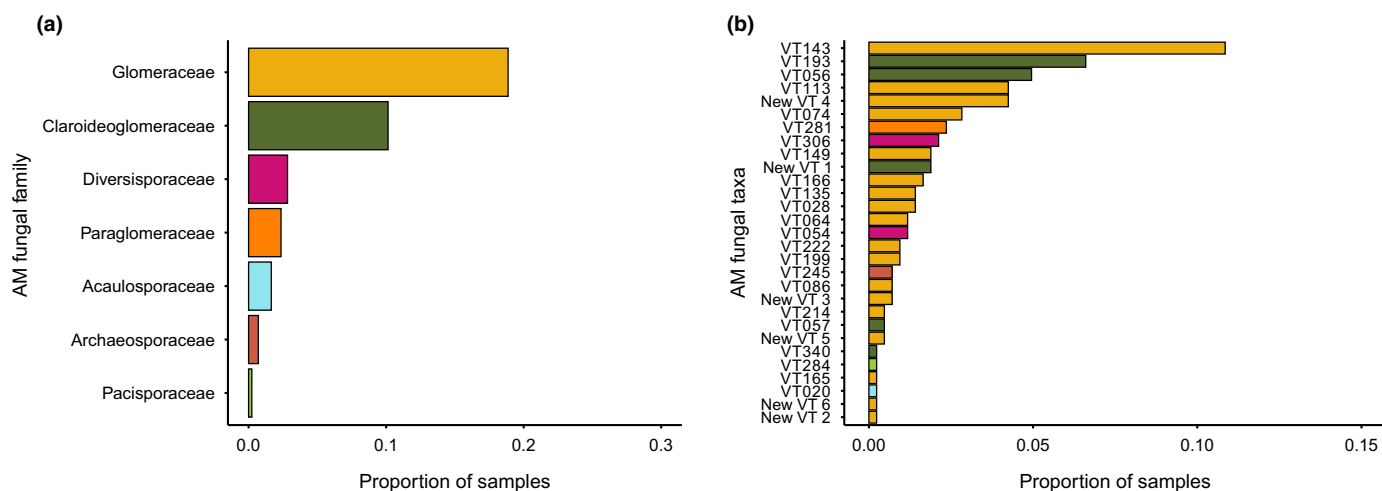 (a)
AM fungal family
Glomeraceae
Claroideoglomeraceae
Diversisporaceae
Paraglomeraceae
Acaulosporaceae
Archaeosporaceae
Pacisporaceae
0.0 0.1 0.2 0.3
Proportion of samples
(b)
AM fungal taxa
VT143
VT193
VT056
VT113
New VT 4
VT074
VT281
VT306
VT149
New VT 1
VT166
VT135
VT028
VT064
VT054
VT222
VT199
VT245
VT086
New VT 3
VT214
VT057
New VT 5
VT340
VT284
VT165
VT020
New VT 6
New VT 2
0.00 0.05 0.10 0.15
Proportion of samples